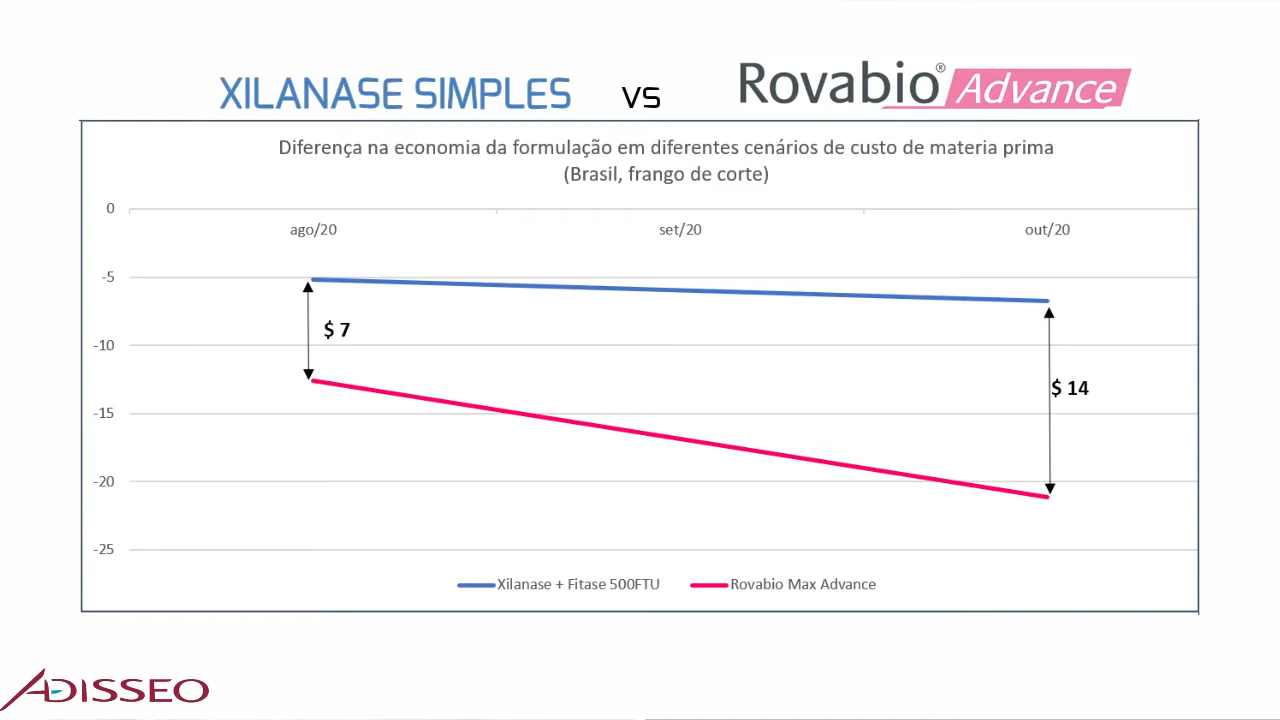 XILANASE SIMPLES vs Rovabio® Advance
Diferença na economia da formulação em diferentes cenários de custo de materia prima
(Brasil, frango de corte)
0
ago/20 set/20 out/20
-5
$ 7
-10
$ 14
-15
-20
-25
Xilanase + Fitase 500FTU Rovabio Max Advance
ADISSEO